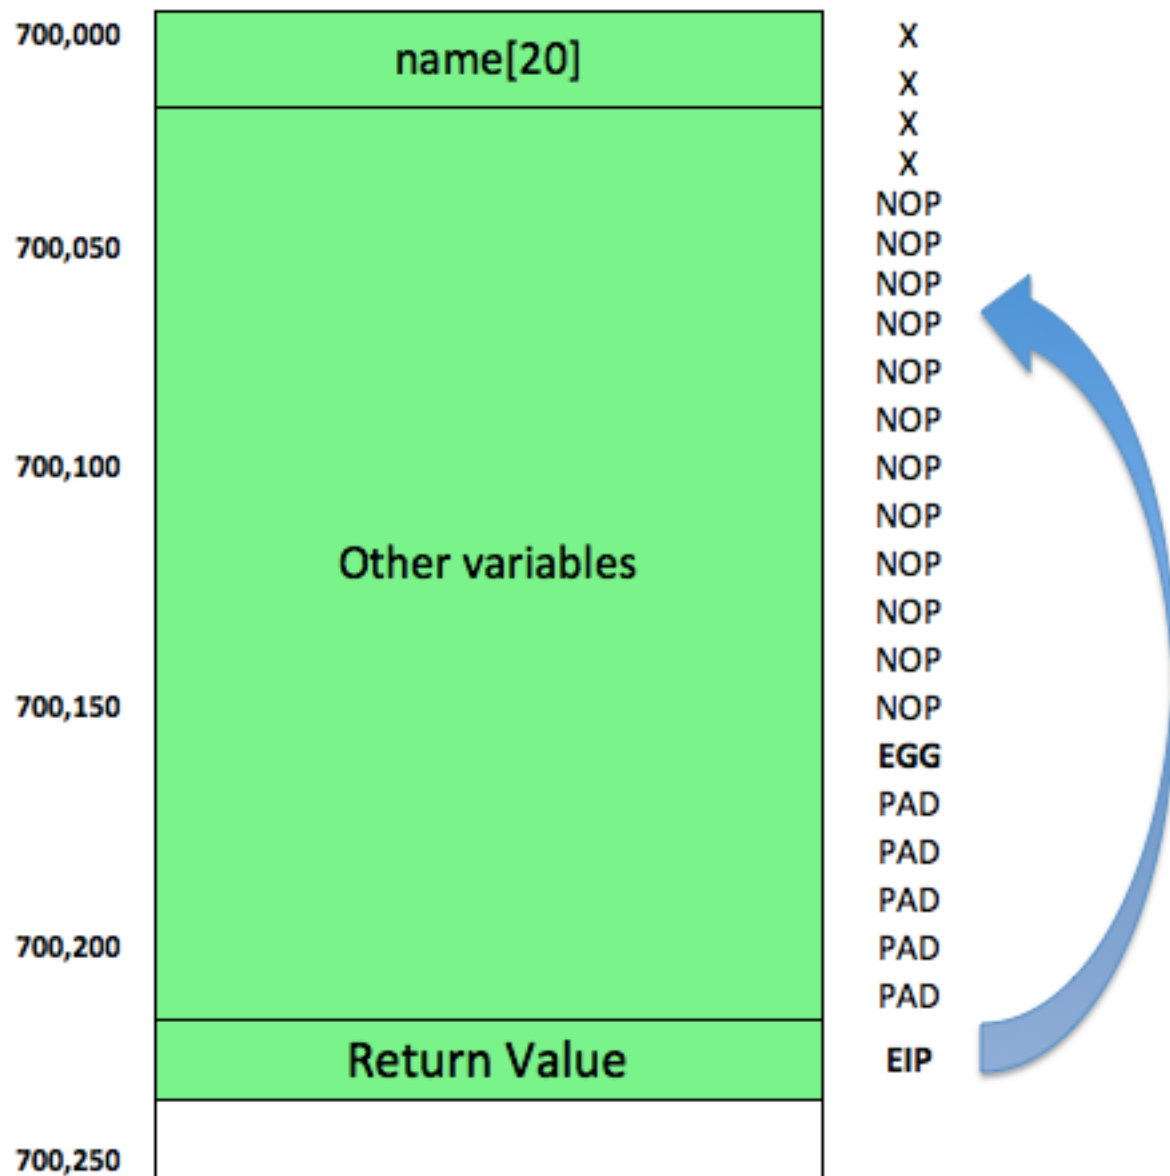 700,000
name[20]
X
X
X
X
NOP
700,050
NOP
NOP
NOP
NOP
NOP
700,100
NOP
NOP
Other variables
NOP
NOP
NOP
700,150
NOP
EGG
PAD
PAD
PAD
700,200
PAD
PAD
Return Value
EIP
700,250